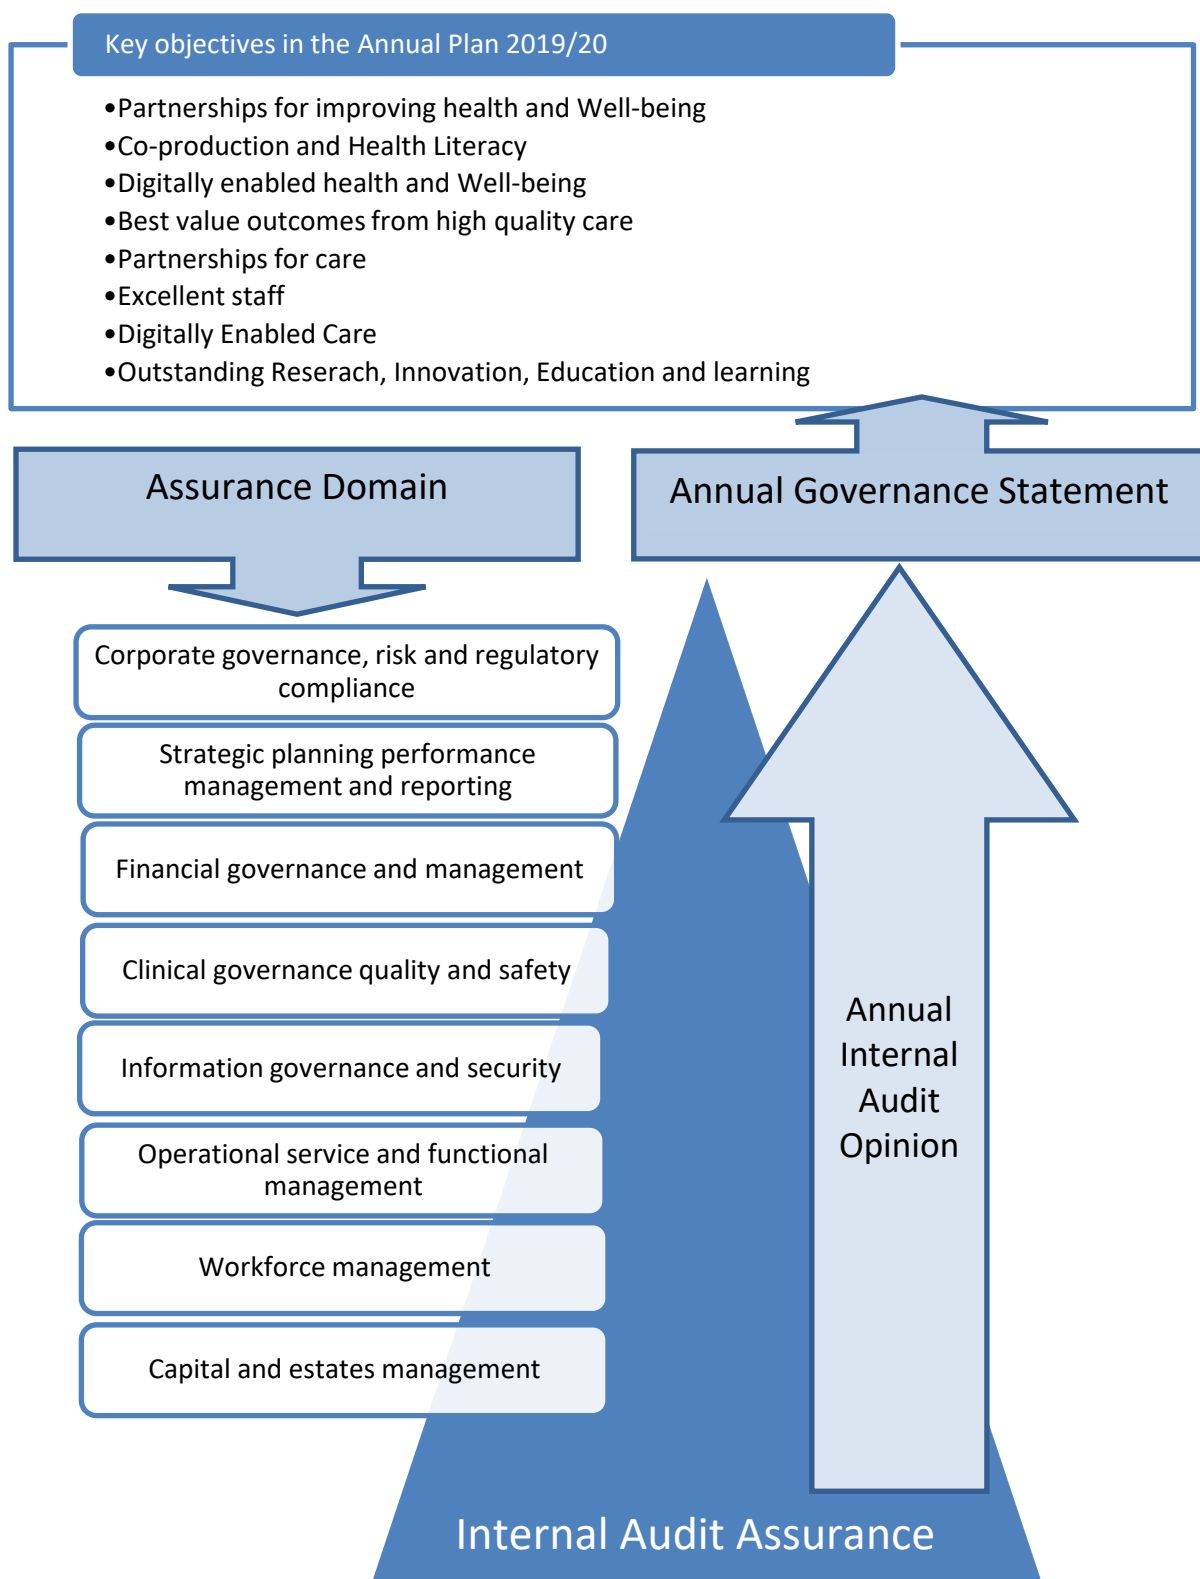 Key objectives in the Annual Plan 2019/20
•Partnerships for improving health and Well-being
•Co-production and Health Literacy
•Digitally enabled health and Well-being
•Best value outcomes from high quality care
•Partnerships for care
•Excellent staff
•Digitally Enabled Care
•Outstanding Reserach, Innovation, Education and learning
Assurance Domain
Annual Governance Statement
Corporate governance, risk and regulatory
compliance
Strategic planning performance
management and reporting
Financial governance and management
Clinical governance quality and safety
Information governance and security
Operational service and functional
management
Workforce management
Capital and estates management
Annual
Internal
Audit
Opinion
Internal Audit Assurance